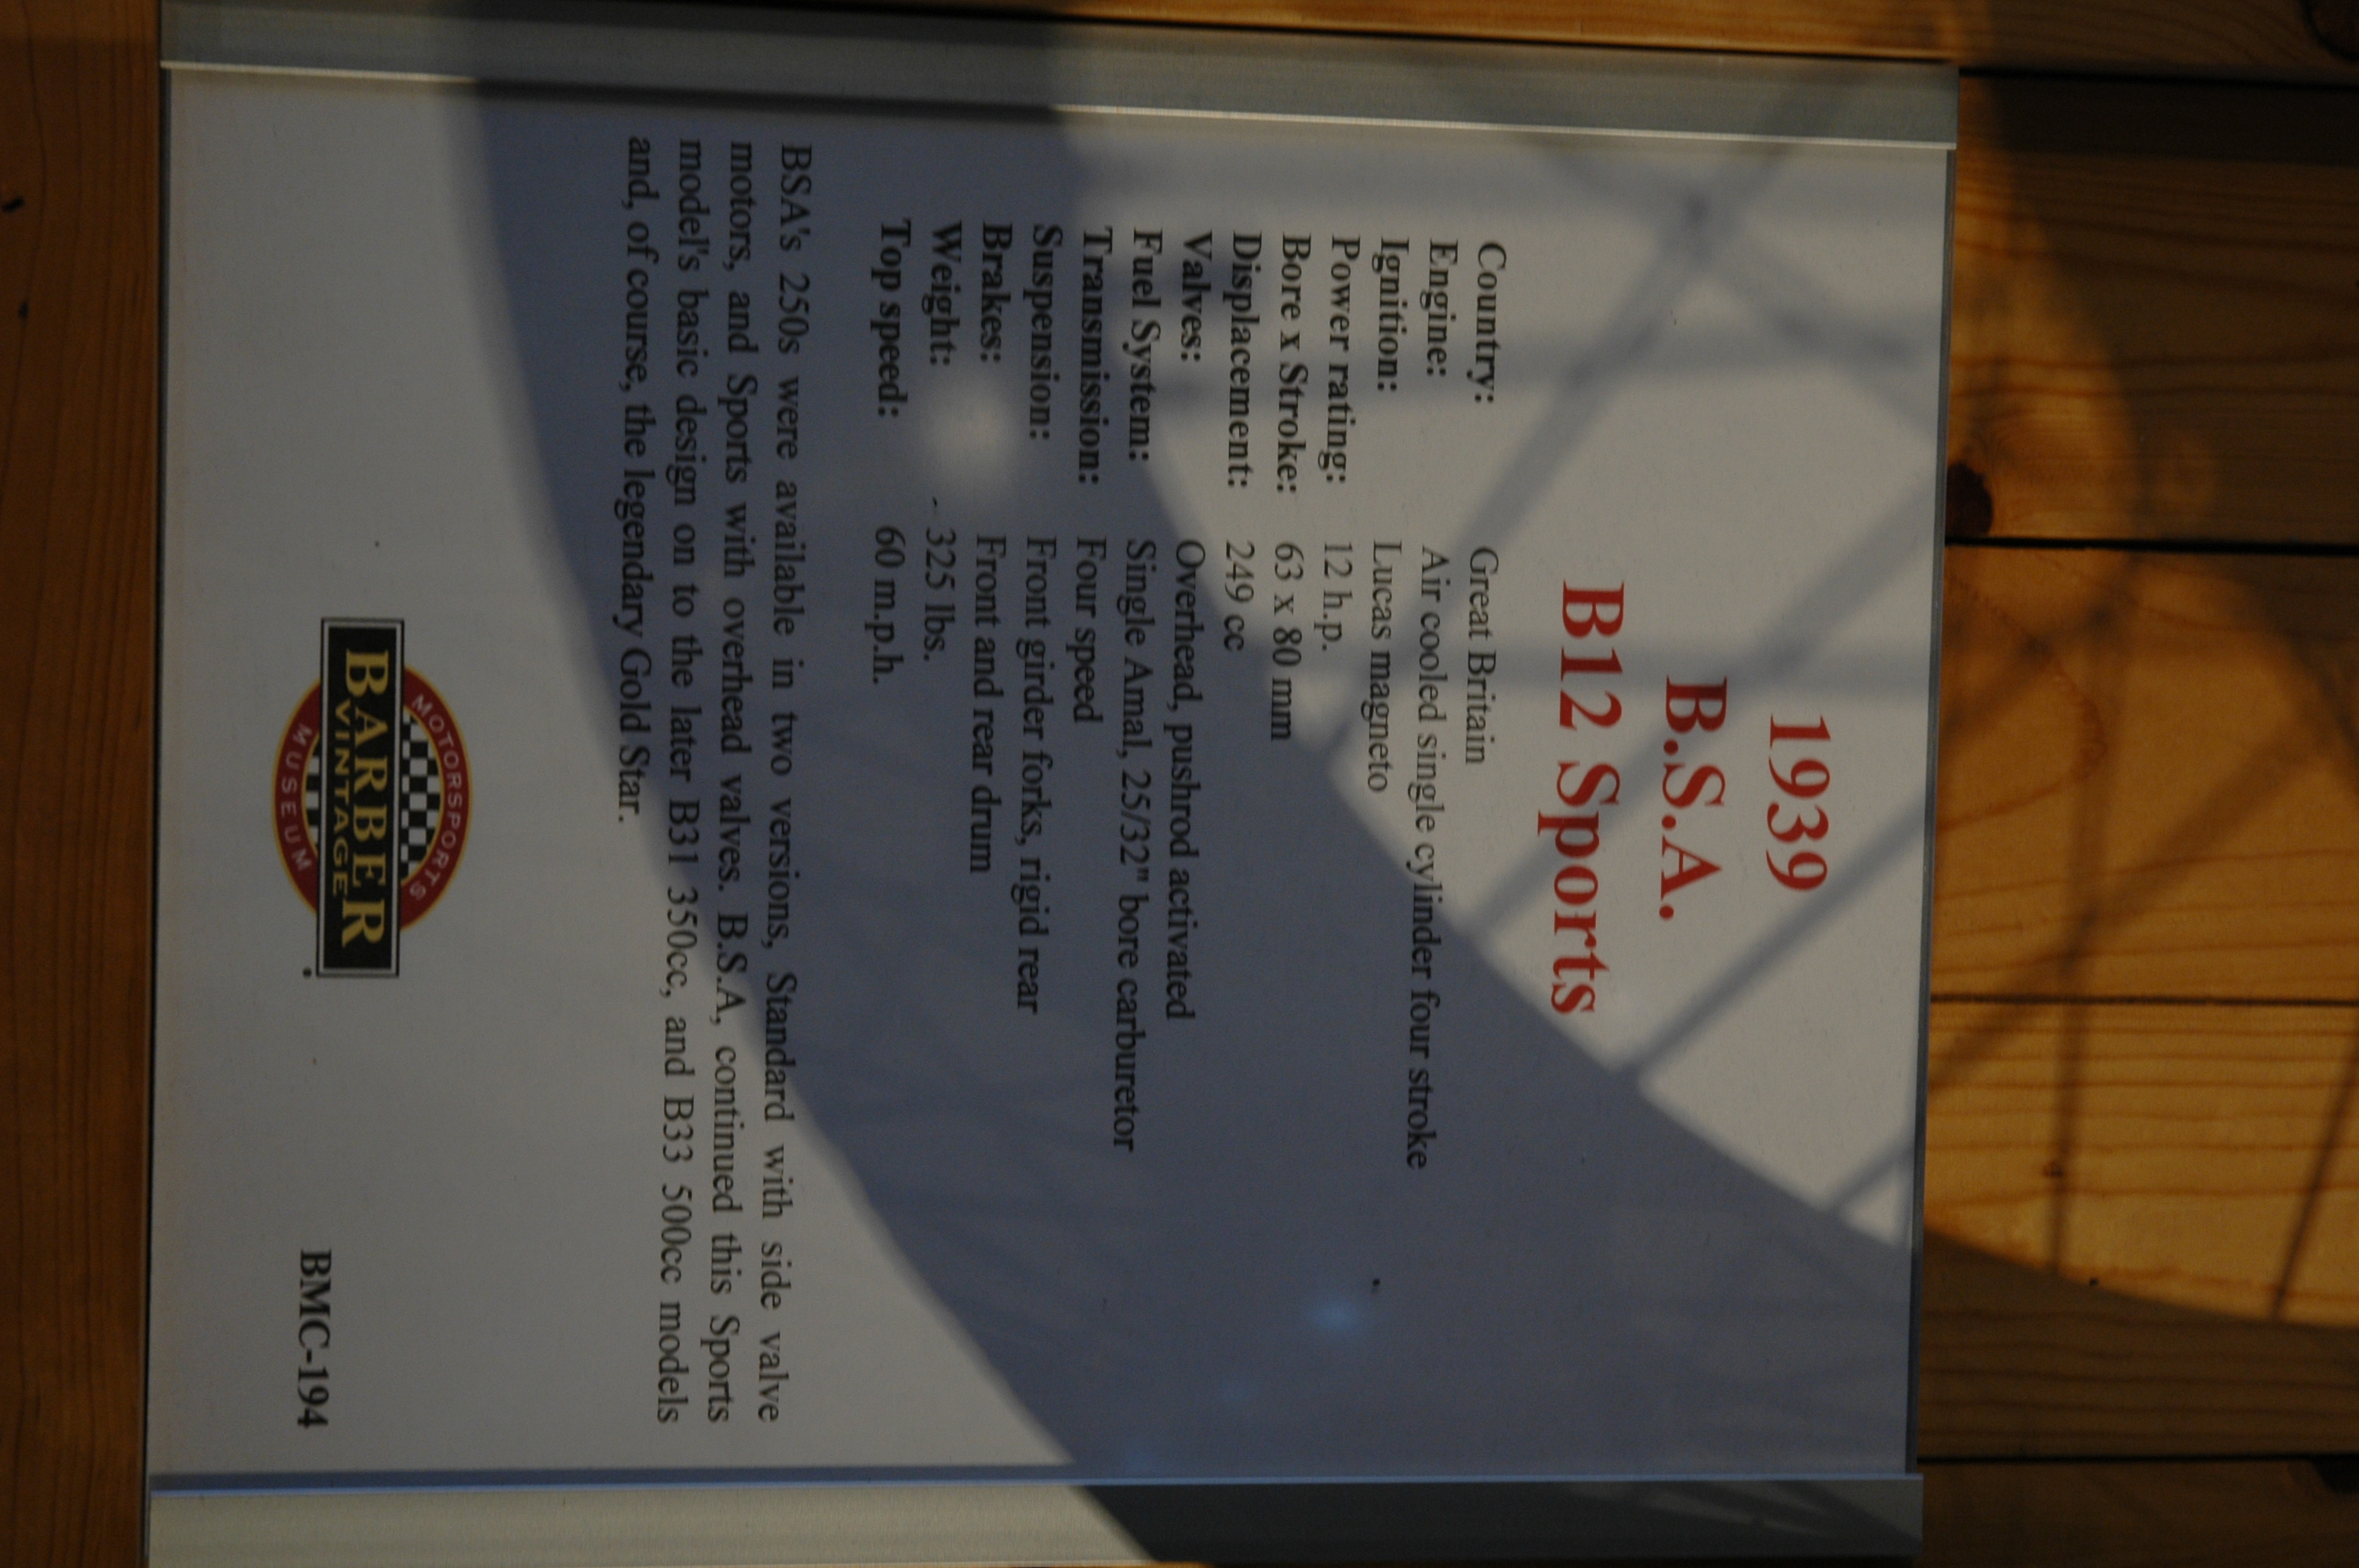 1939
B.S.A.
B12 Sports
Country: Great Britain
Engine: Air cooled single cylinder four stroke
Ignition: Lucas magneto
Power rating: 12 h.p.
Bore x Stroke: 63 x 80 mm
Displacement: 249 cc
Valves: Overhead, pushrod activated
Fuel System: Single Amal, 25/32" bore carburetor
Transmission: Four speed
Suspension: Front girder forks, rigid rear
Brakes: Front and rear drum
Weight: 325 lbs.
Top speed: 60 m.p.h.
BSA's 250s were available in two versions, Standard with side valve
motors, and Sports with overhead valves. B.S.A, continued this Sports
model's basic design on to the later B31 350cc, and B33 500cc models
and, of course, the legendary Gold Star.
MOTORSPORTS
BARBER
VINTAGE
MUSEUM
BMC-194